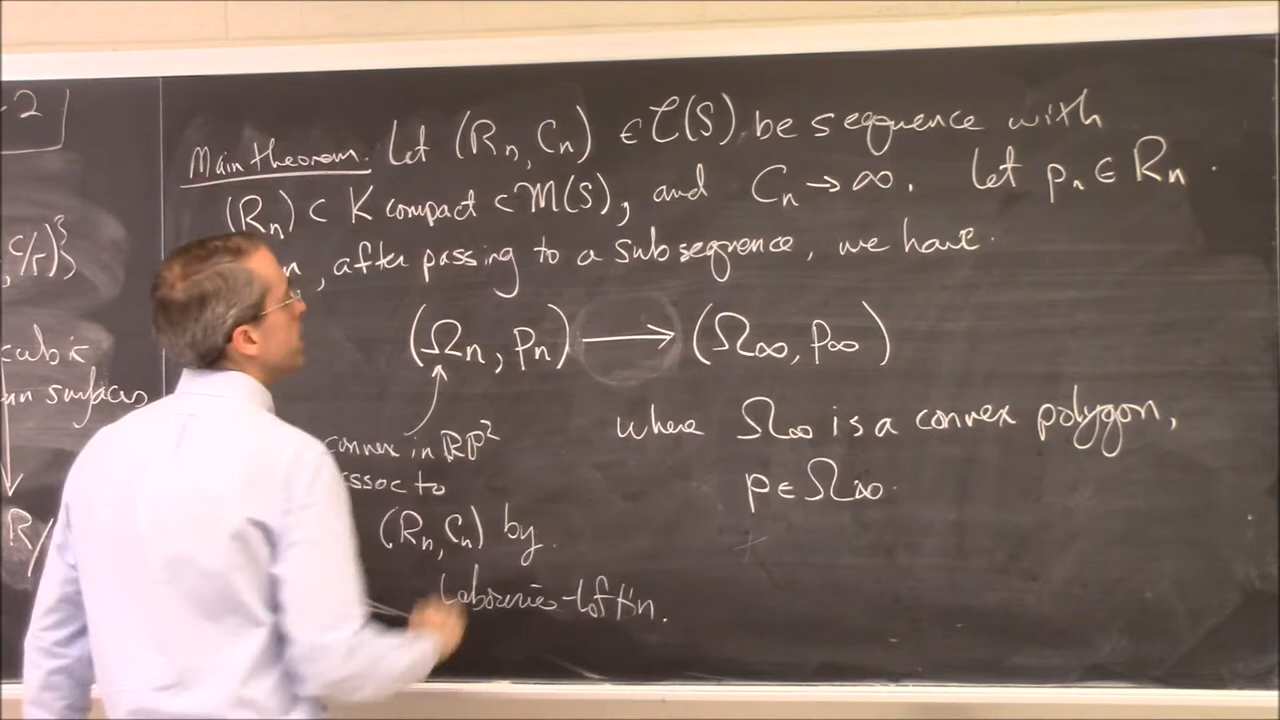 -2
Main theorem. Let (Rₙ, Cₙ) ∈ 𝒞(S) be sequence with
(Rₙ) ⊂ K compact ⊂ M(S), and Cₙ → ∞. Let pₙ ∈ Rₙ.
n, after passing to a subsequence, we have.
, c/r)}
(Ωₙ, pₙ) ⟶ (Ω∞, p∞)
cubic
surfaces
where Ω∞ is a convex polygon,
convex in ℝP²
assoc to
p ∈ Ω∞.
R/
(Rₙ, Cₙ) by
Labourie-Loftin.